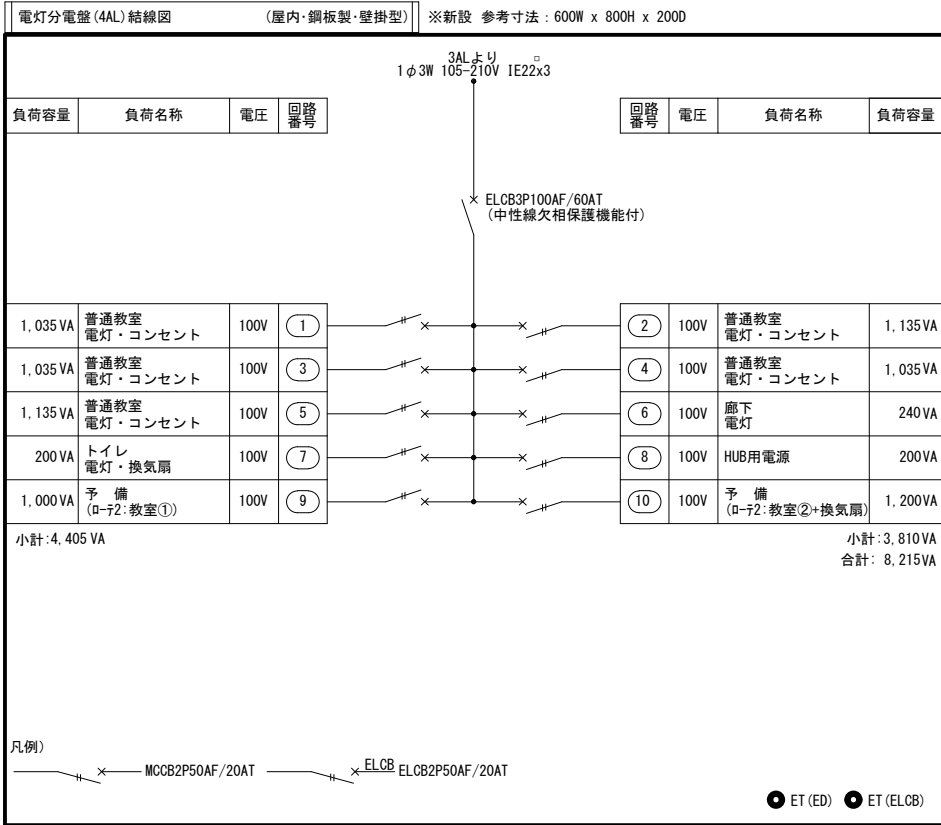 電灯分電盤(4AL)結線図 (屋内･鋼板製･壁掛型) ※新設 参考寸法：600W x 800H x 200D
3ALより □
1φ3W 105-210V IE22x3
負荷容量 負荷名称 電圧 回路番号
回路番号 電圧 負荷名称 負荷容量
ELCB3P100AF/60AT
(中性線欠相保護機能付)
1,035VA 普通教室 100V 1
電灯・コンセント
2 100V 普通教室 1,135VA
電灯・コンセント
1,035VA 普通教室 100V 3
電灯・コンセント
4 100V 普通教室 1,035VA
電灯・コンセント
1,135VA 普通教室 100V 5
電灯・コンセント
6 100V 廊下 240VA
電灯
200VA トイレ 100V 7
電灯・換気扇
8 100V HUB用電源 200VA
1,000VA 予 備 100V 9
(ﾛｰﾃ2:教室①)
10 100V 予 備 1,200VA
(ﾛｰﾃ2:教室②+換気扇)
小計:4,405 VA
小計:3,810VA
合計: 8,215VA
凡例)
MCCB2P50AF/20AT ELCB ELCB2P50AF/20AT
ET(ED) ET(ELCB)